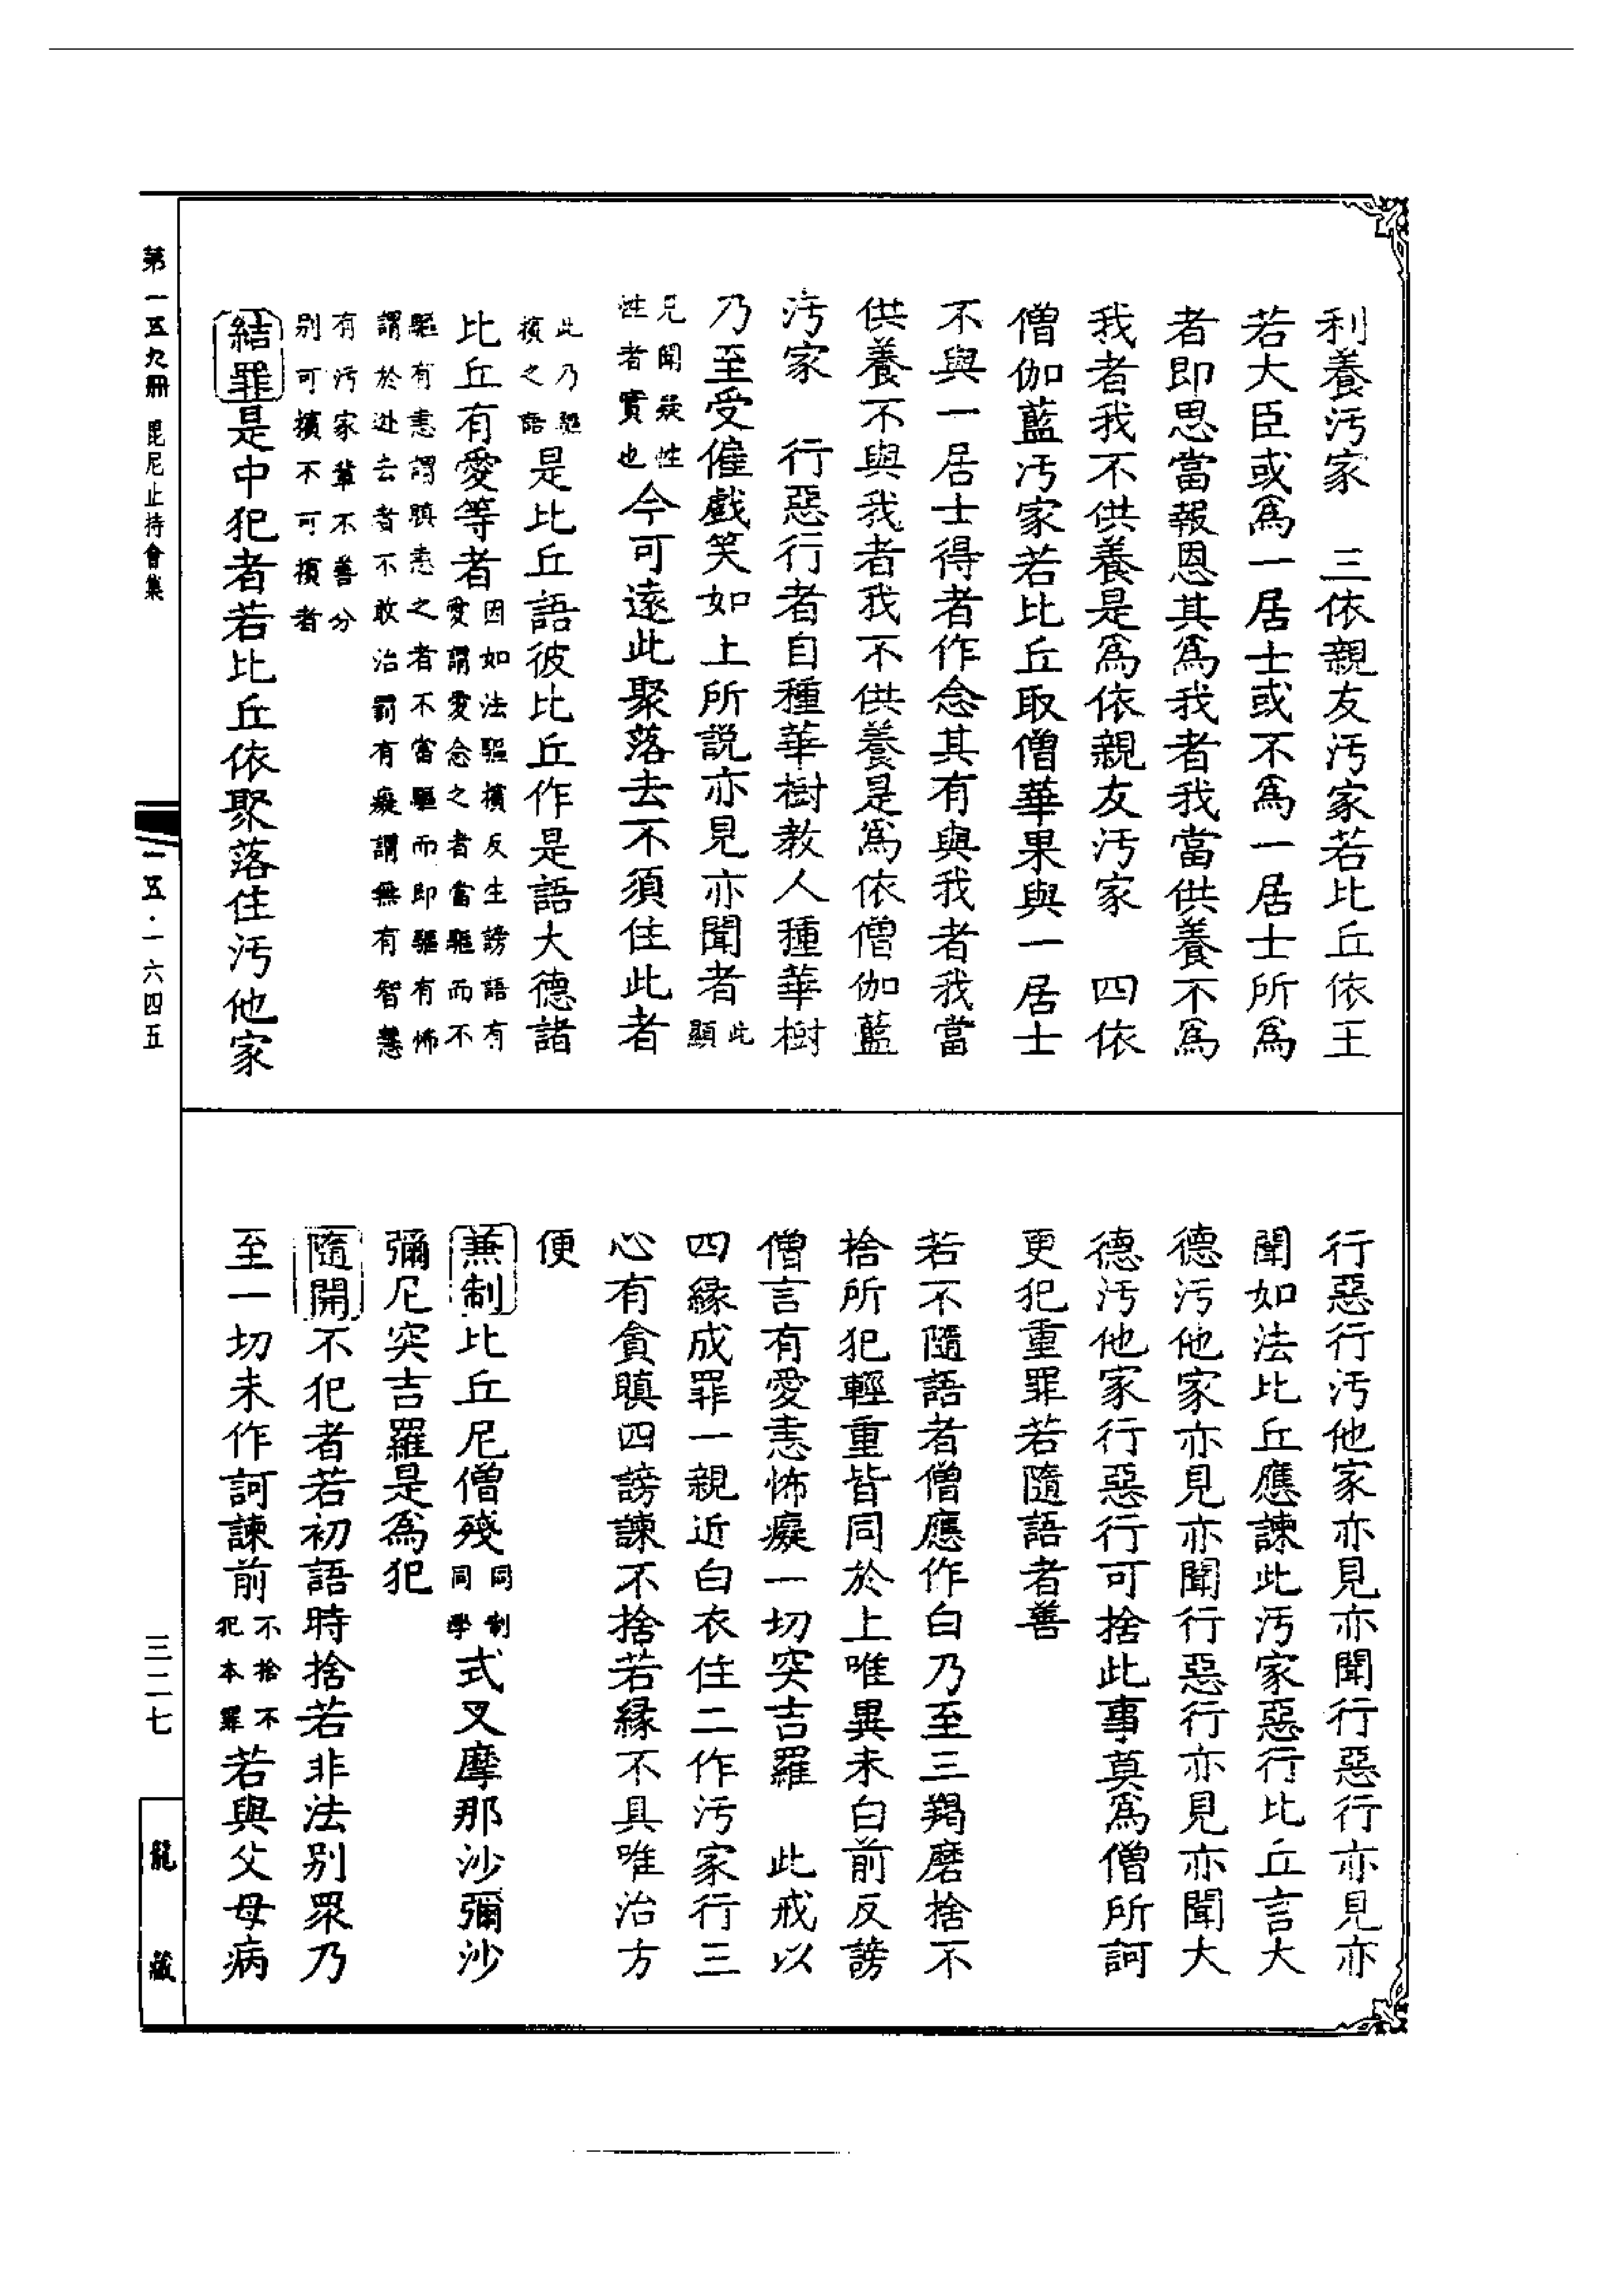 利養汚家　三依親友汚家若比丘依王
若大臣或爲一居士或不爲一居士所爲
者即思當報恩其爲我者我當供養不爲
我者我不供養是爲依親友汚家　四依
僧伽藍汚家若比丘取僧華果與一居士
不與一居士得者作念其有與我者我當
供養不與我者我不供養是爲依僧伽藍
汚家　行惡行者自種華樹教人種華樹
乃至受僱戲笑如上所説亦見亦聞者此顯
見聞疑性性者實也今可遠此聚落去不須住此者
此乃驅擯之語是比丘語彼比丘作是語大德諸
比丘有愛等者因如法驅擯反生謗語有愛謂愛念之者當驅而不
驅有恚謂瞋恚之者不當驅而即驅有怖謂於赴去者不敢治罰有癡謂無有智慧
有汚家輩不善分別可擯不可擯者
結罪是中犯者若比丘依聚落住汚他家
行惡行汚他家亦見亦聞行惡行亦見亦
聞如法比丘應諫此汚家惡行比丘言大
德汚他家亦見亦聞行惡行亦見亦聞大
德汚他家行惡行可捨此事莫爲僧所訶
更犯重罪若隨語者善
若不隨語者僧應作白乃至三羯磨捨不
捨所犯輕重皆同於上唯異未白前反謗
僧言有愛恚怖癡一切突吉羅　此戒以
四緣成罪一親近白衣住二作汚家行三
心有貪瞋四謗諫不捨若緣不具唯治方
便
兼制比丘尼僧殘同制同學式叉摩那沙彌沙
彌尼突吉羅是爲犯
隨開不犯者若初語時捨若非法别眾乃
至一切未作訶諫前不捨不犯本罪若與父母病
第一五九冊　毘尼止持會集
一五·一六四五
三二七
龍藏